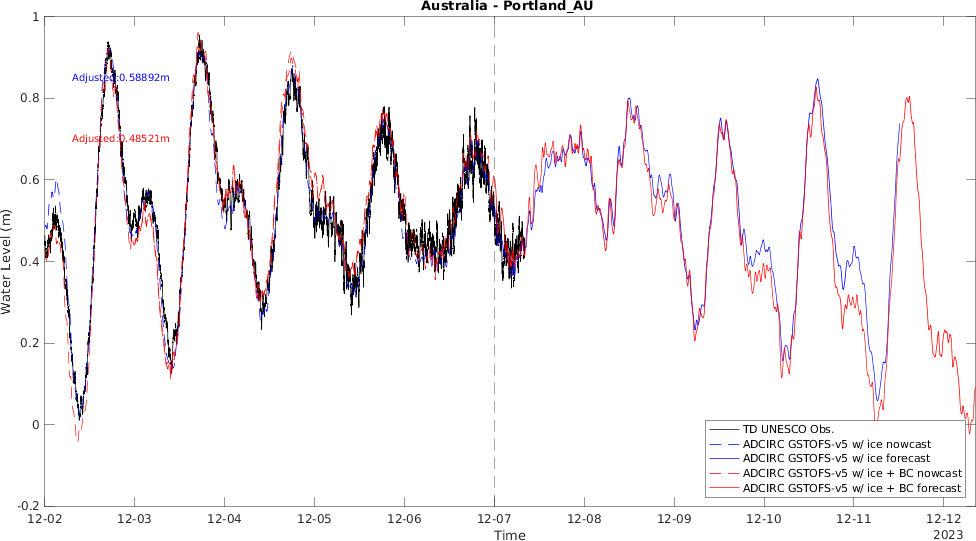 Australia - Portland_AU
1
0.8
0.6
0.4
0.2
0
-0.2
Water Level (m)
Adjusted:0.58892m
Adjusted:0.48521m
TD UNESCO Obs.
ADCIRC GSTOFS-v5 w/ ice nowcast
ADCIRC GSTOFS-v5 w/ ice forecast
ADCIRC GSTOFS-v5 w/ ice + BC nowcast
ADCIRC GSTOFS-v5 w/ ice + BC forecast
12-02 12-03 12-04 12-05 12-06 12-07 12-08 12-09 12-10 12-11 12-12
Time 2023